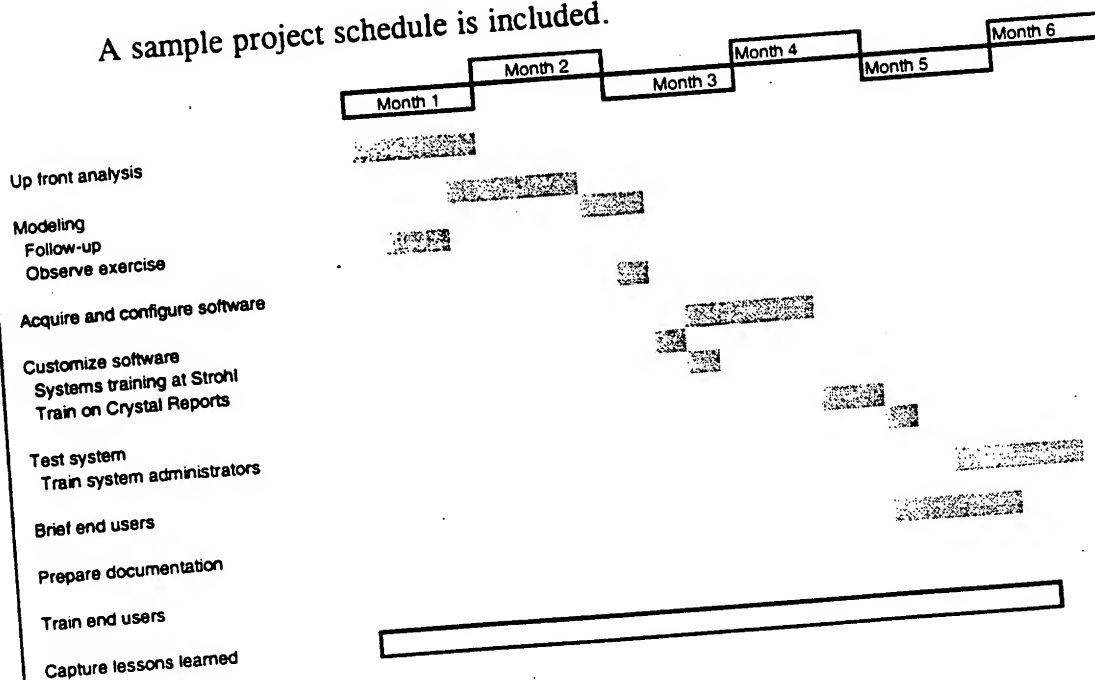 A sample project schedule is included.
Month 1
Month 2
Month 3
Month 4
Month 5
Month 6
Up front analysis
Modeling
Follow-up
Observe exercise
Acquire and configure software
Customize software
Systems training at Strohl
Train on Crystal Reports
Test system
Train system administrators
Brief end users
Prepare documentation
Train end users
Capture lessons learned